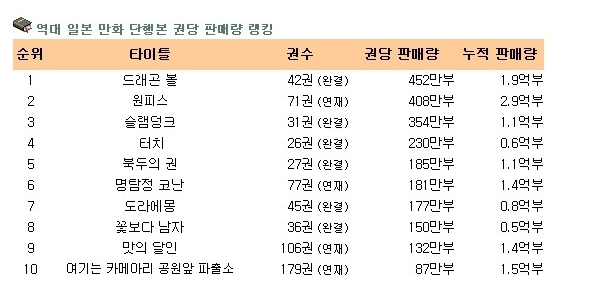 역대 일본 만화 단행본 권당 판매량 랭킹
순위 타이틀 권수 권당 판매량 누적 판매량
1 드래곤 볼 42권 (완결) 452만부 1.9억부
2 원피스 71권 (연재) 408만부 2.9억부
3 슬램덩크 31권 (완결) 354만부 1.1억부
4 터치 26권 (완결) 230만부 0.6억부
5 북두의 권 27권 (완결) 185만부 1.1억부
6 명탐정 코난 77권 (연재) 181만부 1.4억부
7 도라에몽 45권 (완결) 177만부 0.8억부
8 꽃보다 남자 36권 (완결) 150만부 0.5억부
9 맛의 달인 106권 (연재) 132만부 1.4억부
10 여기는 카메아리 공원앞 파출소 179권 (연재) 87만부 1.5억부